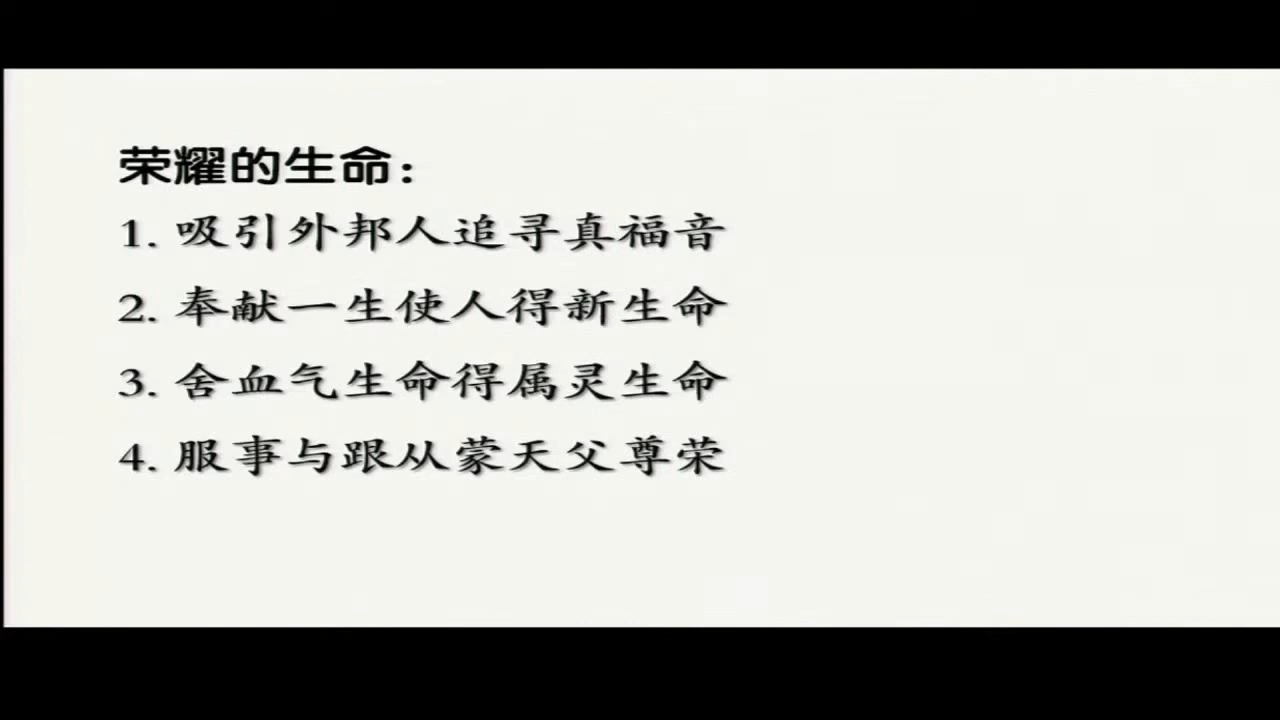 荣耀的生命：
1. 吸引外邦人追寻真福音
2. 奉献一生使人得新生命
3. 舍血气生命得属灵生命
4. 服事与跟从蒙天父尊荣